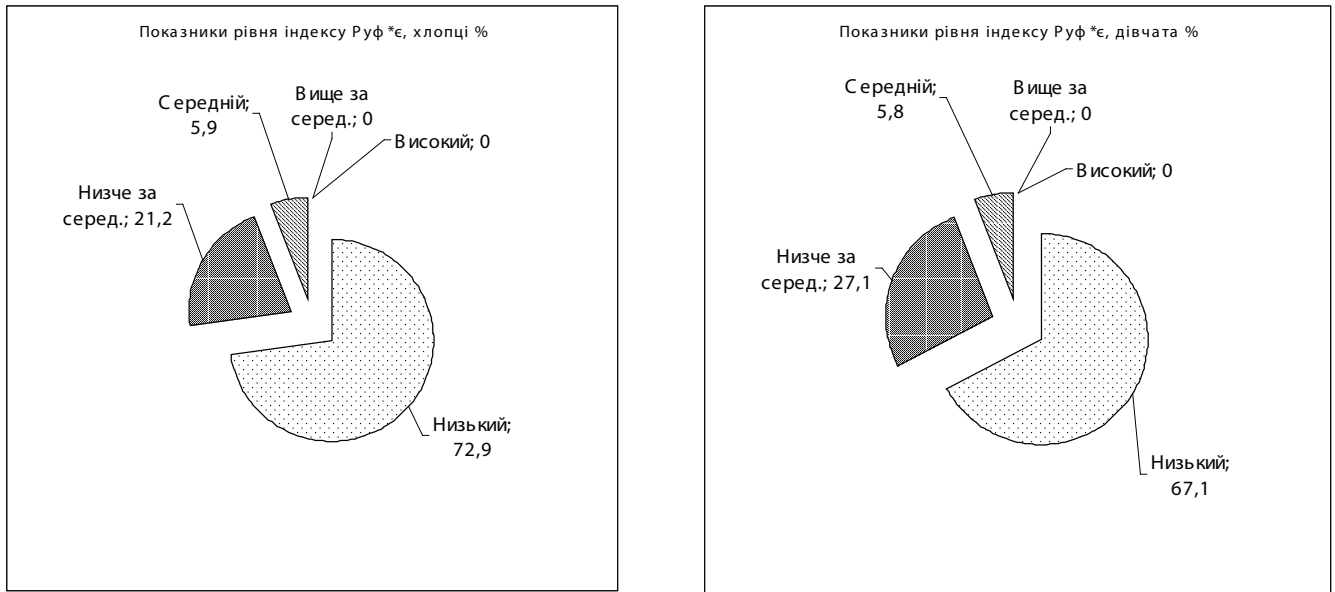 Показники рівня індексу Руф *є, хлопці %
Середній;
5,9
Вище за
серед.; 0
Високий; 0
Низче за
серед.; 21,2
Низький;
72,9
Показники рівня індексу Руф *є, дівчата %
Середній;
5,8
Вище за
серед.; 0
Високий; 0
Низче за
серед.; 27,1
Низький;
67,1